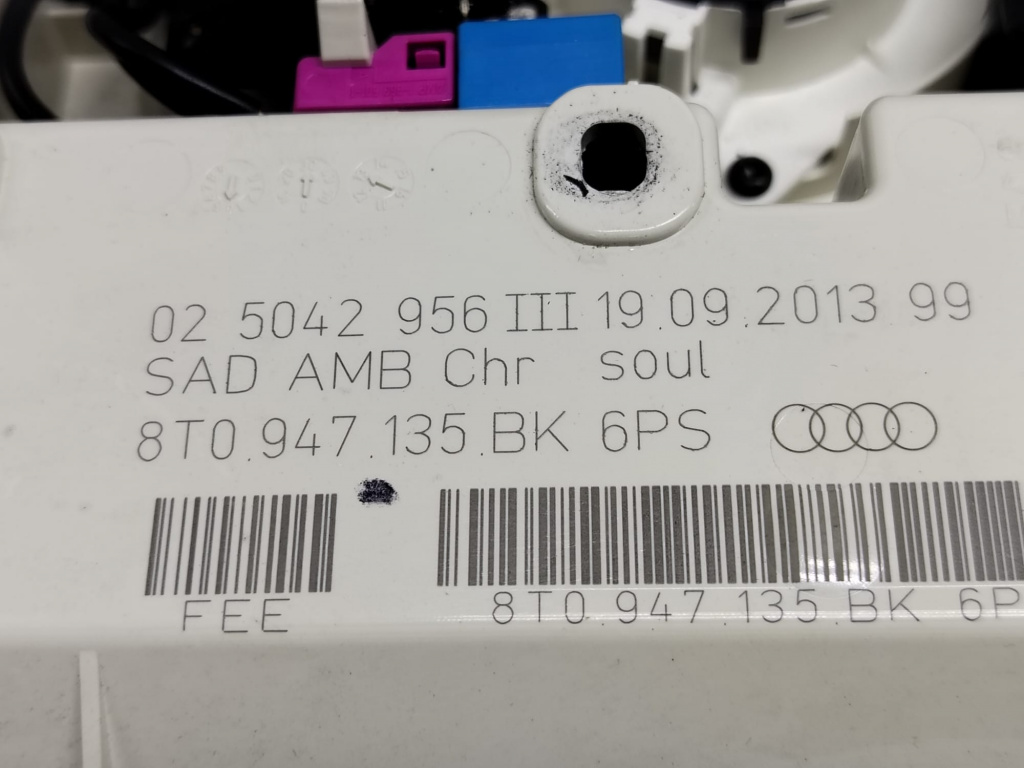 02 5042 956 III 19.09.2013 99
SAD AMB Chr soul
8T0.947.135.BK 6PS
FEE
8T0.947.135.BK 6P